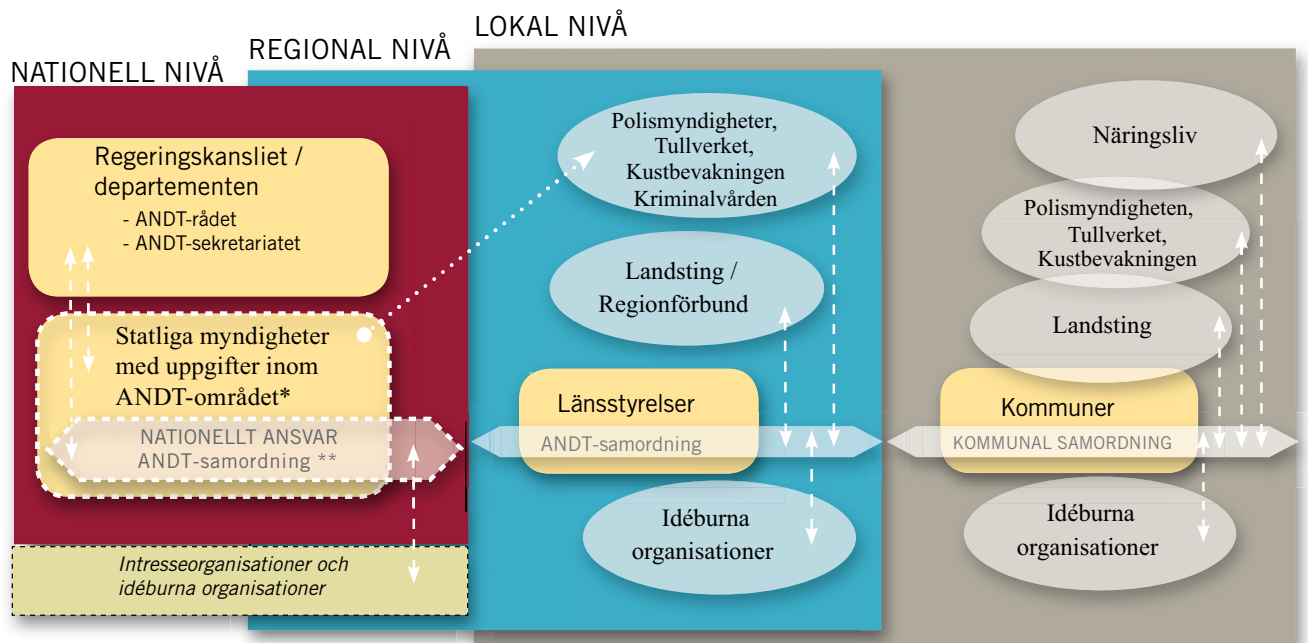 NATIONELL NIVÅ
REGIONAL NIVÅ
LOKAL NIVÅ
Regeringskansliet /
departementen
- ANDT-rådet
- ANDT-sekretariatet
Statliga myndigheter
med uppgifter inom
ANDT-området*
NATIONELLT ANSVAR
ANDT-samordning **
Intresseorganisationer och
idéburna organisationer
Polismyndigheter,
Tullverket,
Kustbevakningen
Kriminalvården
Landsting /
Regionförbund
Länsstyrelser
ANDT-samordning
Idéburna
organisationer
Näringsliv
Polismyndigheten,
Tullverket,
Kustbevakningen
Landsting
Kommuner
KOMMUNAL SAMORDNING
Idéburna
organisationer